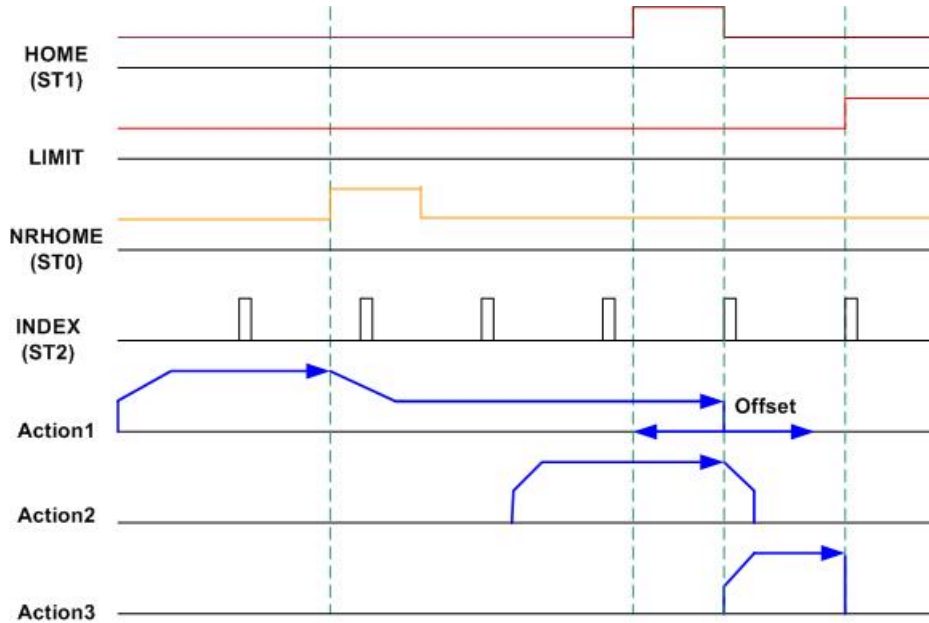 HOME
(ST1)
LIMIT
NRHOME
(ST0)
INDEX
(ST2)
Offset
Action1
Action2
Action3